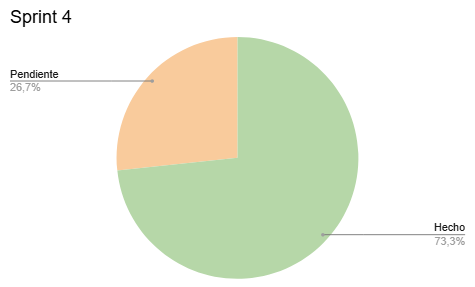 Sprint 4
Pendiente
26,7%
Hecho
73,3%